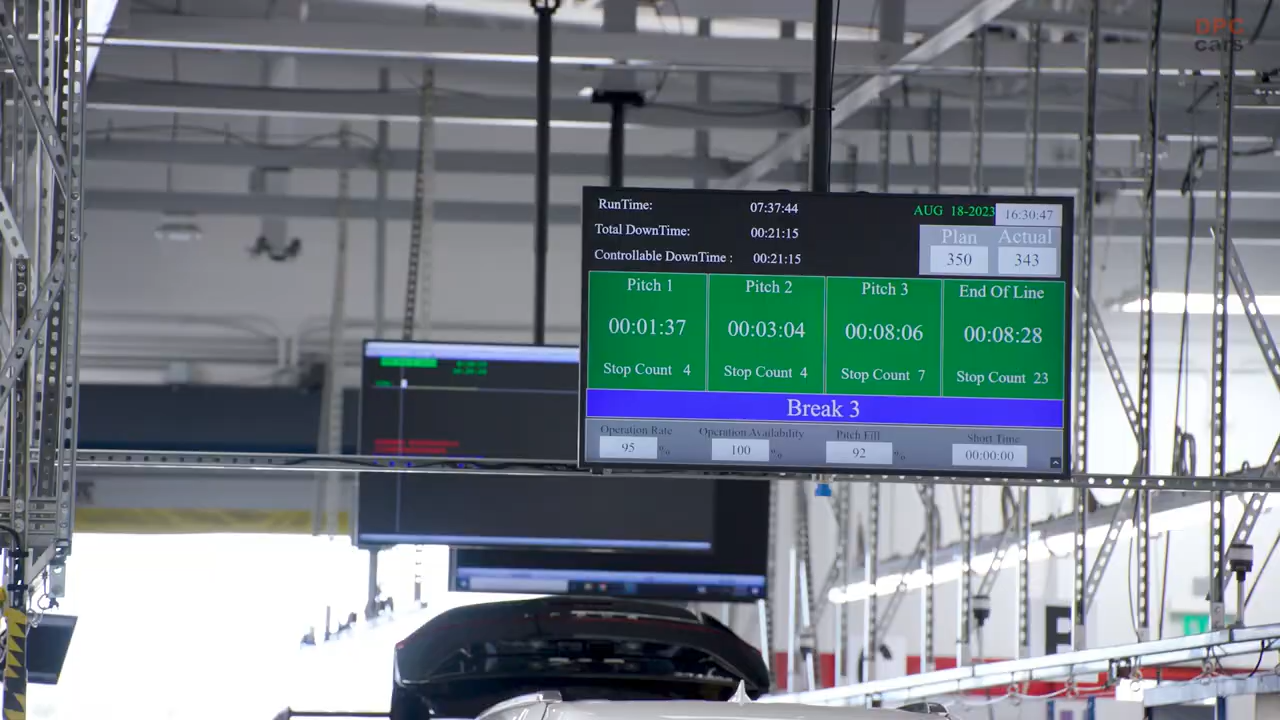 DPC
cars
RunTime: 07:37:44
AUG 18-2023 16:30:47
Total DownTime: 00:21:15
Plan Actual
Controllable DownTime : 00:21:15
350 343
Pitch 1 Pitch 2 Pitch 3 End Of Line
00:01:37 00:03:04 00:08:06 00:08:28
Stop Count 4 Stop Count 4 Stop Count 7 Stop Count 23
Break 3
Operation Rate Operation Availability Pitch Fill Short Time
95 % 100 % 92 % 00:00:00
E